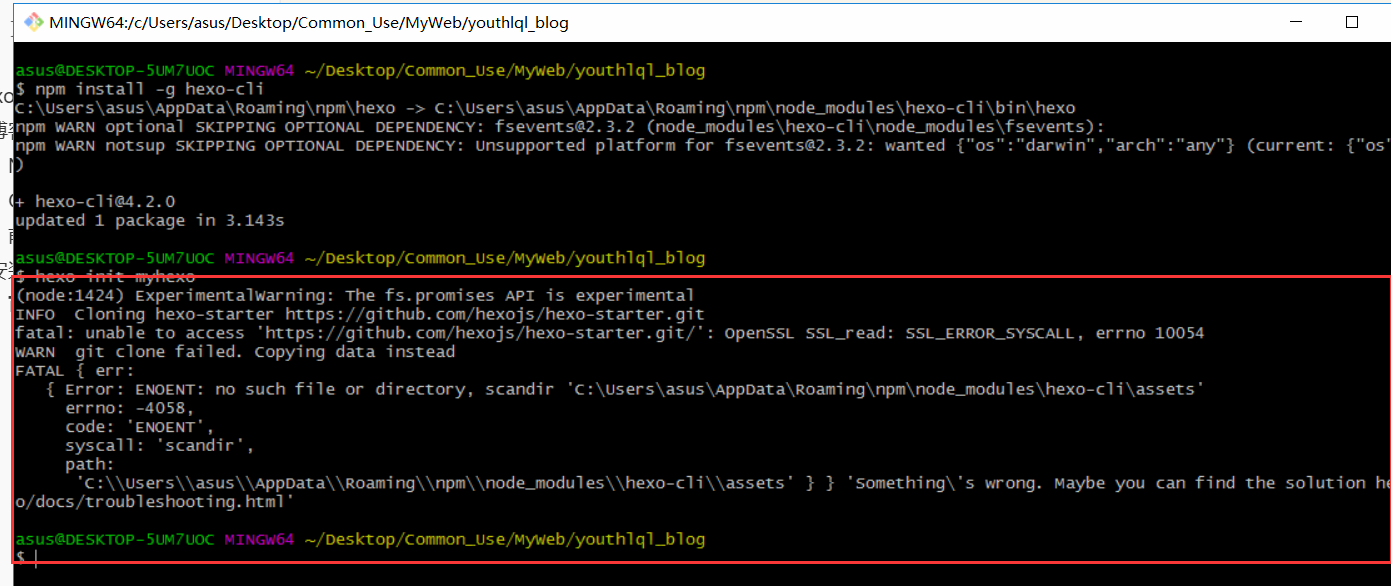 MINGW64:/c/Users/asus/Desktop/Common_Use/MyWeb/youthlql_blog
asus@DESKTOP-5UM7UOC MINGW64 ~/Desktop/Common_Use/MyWeb/youthlql_blog
$ npm install -g hexo-cli
C:\Users\asus\AppData\Roaming\npm\hexo -> C:\Users\asus\AppData\Roaming\npm\node_modules\hexo-cli\bin\hexo
npm WARN optional SKIPPING OPTIONAL DEPENDENCY: fsevents@2.3.2 (node_modules\hexo-cli\node_modules\fsevents):
npm WARN notsup SKIPPING OPTIONAL DEPENDENCY: Unsupported platform for fsevents@2.3.2: wanted {"os":"darwin","arch":"any"} (current: {"os"
)
+ hexo-cli@4.2.0
updated 1 package in 3.143s
asus@DESKTOP-5UM7UOC MINGW64 ~/Desktop/Common_Use/MyWeb/youthlql_blog
$ hexo init myhexo
(node:1424) ExperimentalWarning: The fs.promises API is experimental
INFO  Cloning hexo-starter https://github.com/hexojs/hexo-starter.git
fatal: unable to access 'https://github.com/hexojs/hexo-starter.git/': OpenSSL SSL_read: SSL_ERROR_SYSCALL, errno 10054
WARN  git clone failed. Copying data instead
FATAL { err:
   { Error: ENOENT: no such file or directory, scandir 'C:\Users\asus\AppData\Roaming\npm\node_modules\hexo-cli\assets'
     errno: -4058,
     code: 'ENOENT',
     syscall: 'scandir',
     path:
      'C:\\Users\\asus\\AppData\\Roaming\\npm\\node_modules\\hexo-cli\\assets' } } 'Something\'s wrong. Maybe you can find the solution he
o/docs/troubleshooting.html'
asus@DESKTOP-5UM7UOC MINGW64 ~/Desktop/Common_Use/MyWeb/youthlql_blog
$